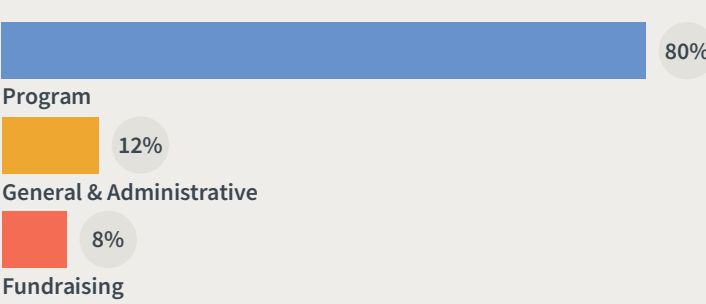 80%
Program
12%
General & Administrative
8%
Fundraising